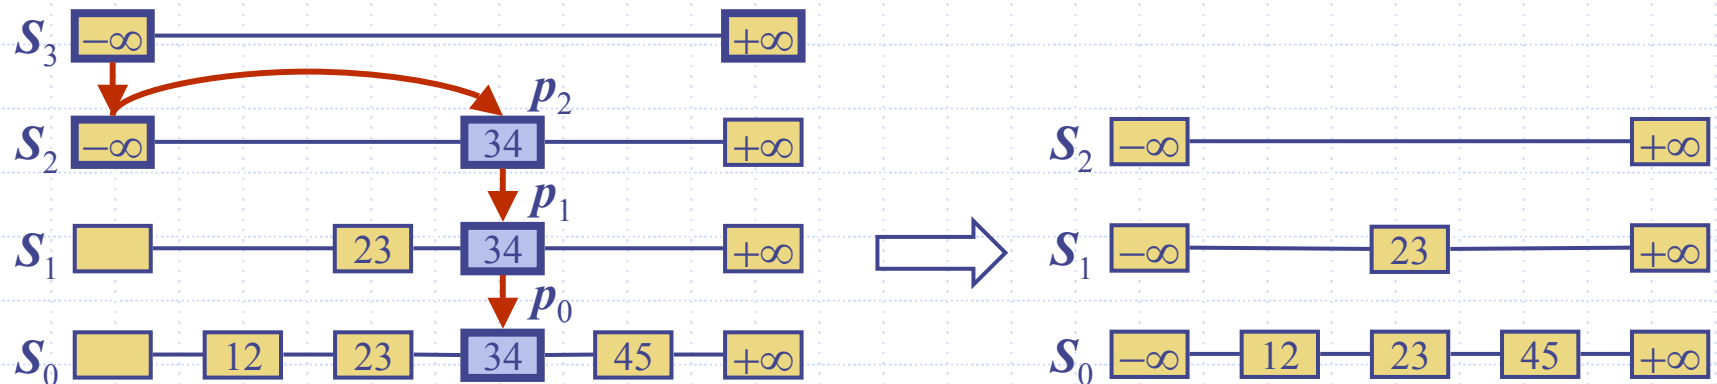 S3 −∞ +∞
p2
S2 −∞ 34 +∞ S2 −∞ +∞
p1
S1 23 34 +∞ S1 −∞ 23 +∞
p0
S0 12 23 34 45 +∞ S0 −∞ 12 23 45 +∞